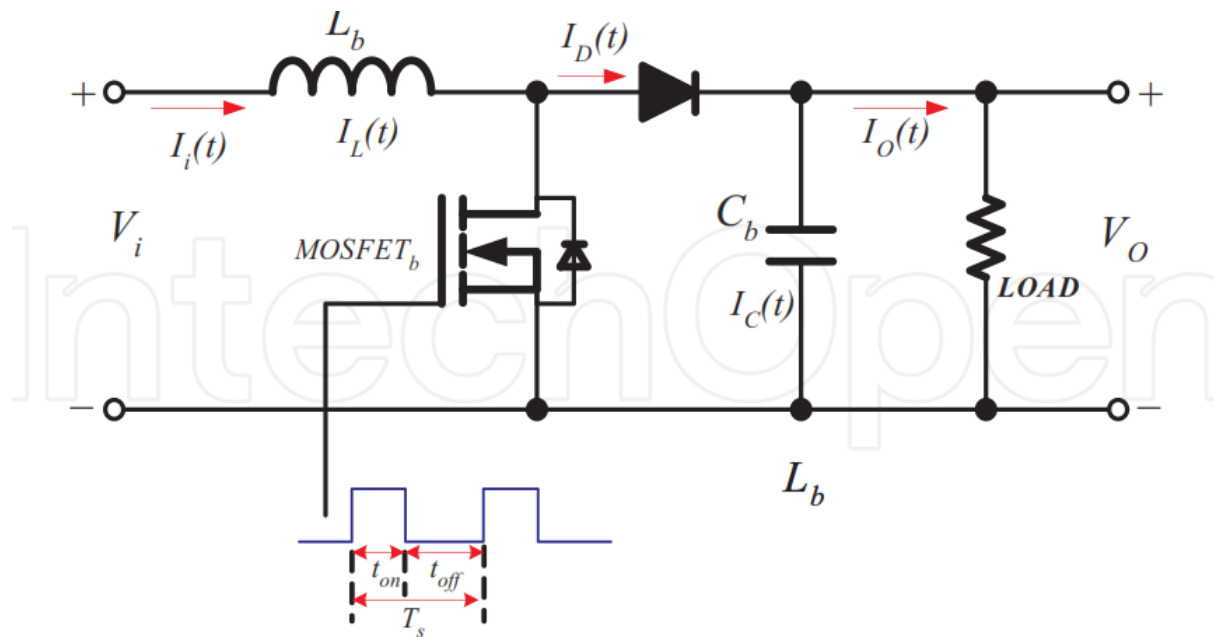 L_b
I_D(t)
+
I_i(t)
I_L(t)
I_O(t)
+
V_i
MOSFET_b
C_b
I_C(t)
LOAD
V_O
IntechOpen
−
−
L_b
t_on
t_off
T_s